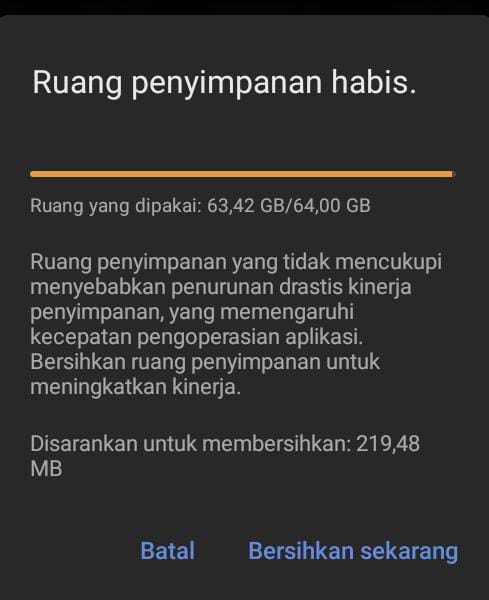 Ruang penyimpanan habis.
Ruang yang dipakai: 63,42 GB/64,00 GB
Ruang penyimpanan yang tidak mencukupi
menyebabkan penurunan drastis kinerja
penyimpanan, yang memengaruhi
kecepatan pengoperasian aplikasi.
Bersihkan ruang penyimpanan untuk
meningkatkan kinerja.
Disarankan untuk membersihkan: 219,48
MB
Batal Bersihkan sekarang